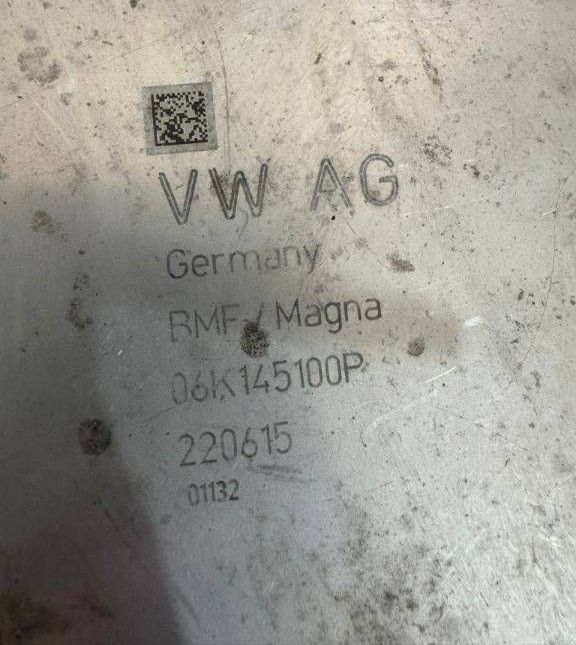 VW AG
Germany
BMF / Magna
06K145100P
220615
01132